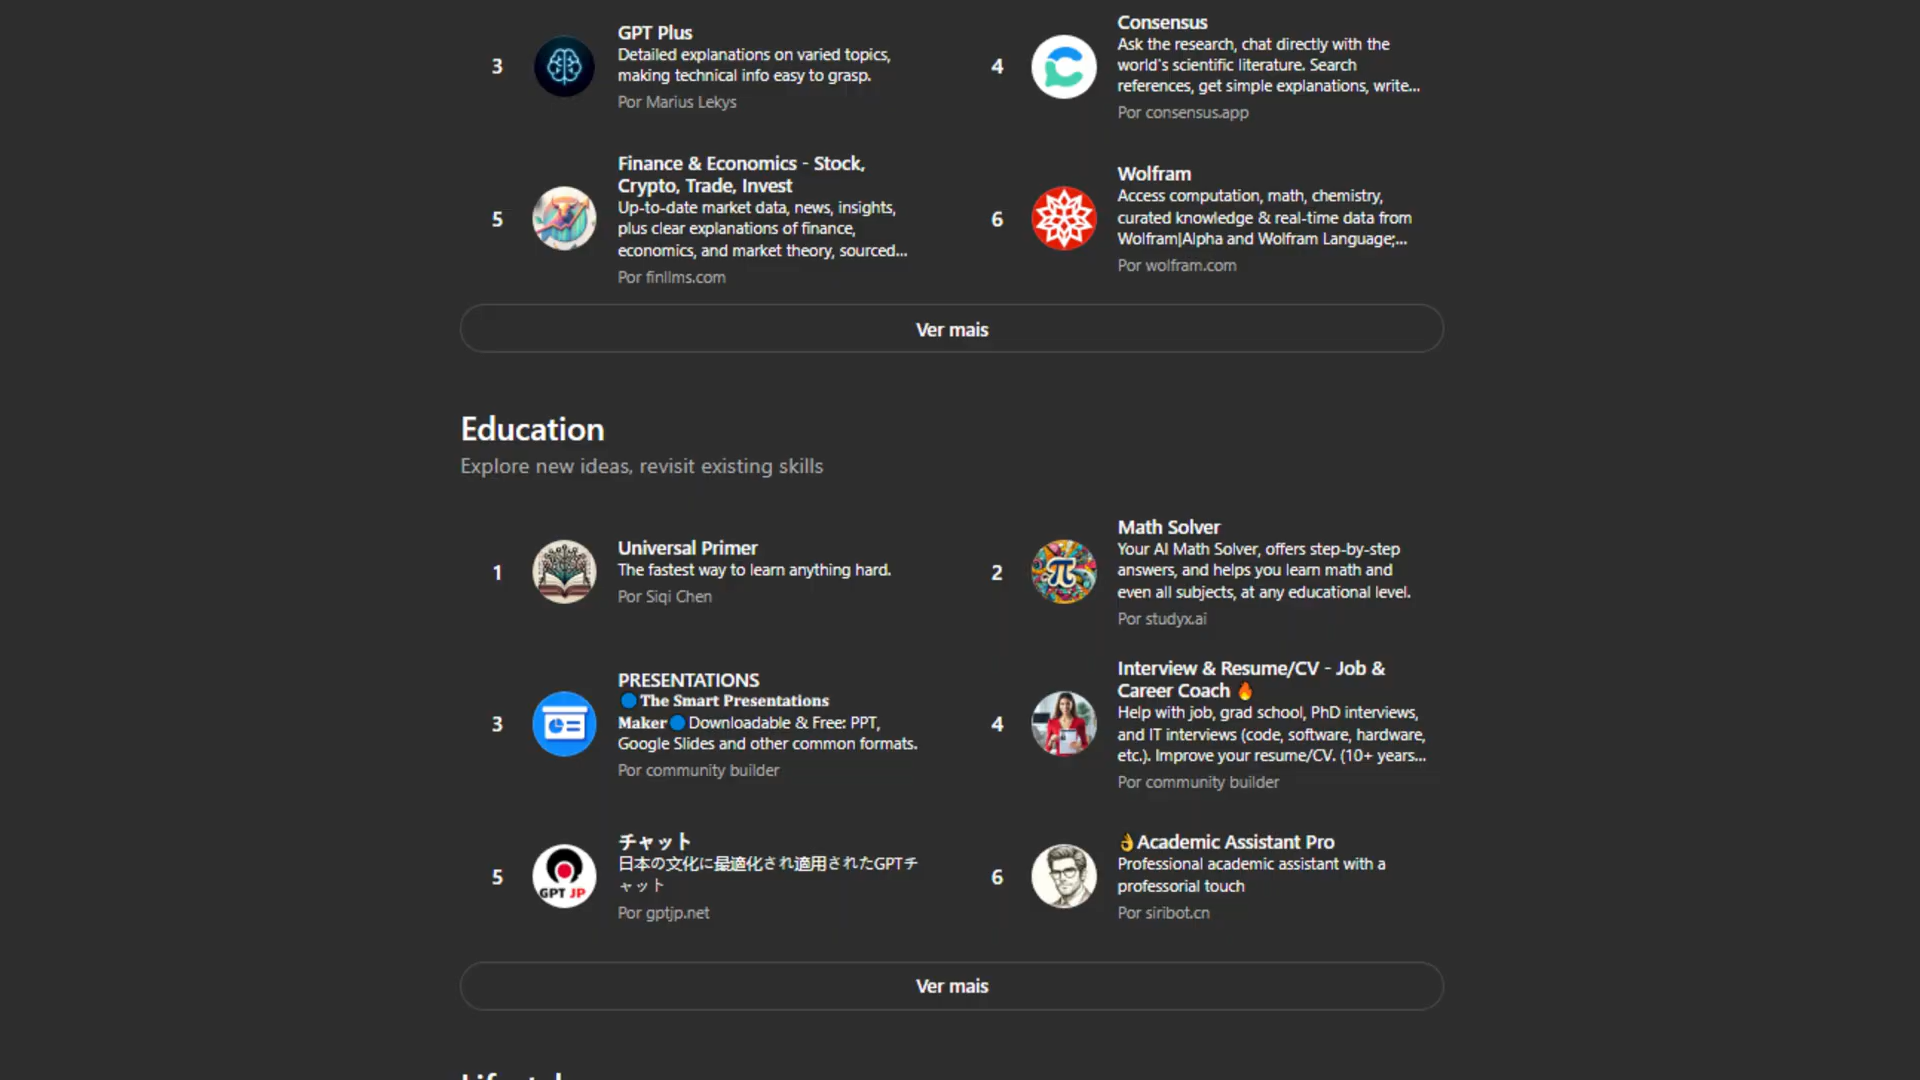 3
GPT Plus
Detailed explanations on varied topics,
making technical info easy to grasp.
Por Marius Lekys
4
Consensus
Ask the research, chat directly with the
world's scientific literature. Search
references, get simple explanations, write...
Por consensus.app
5
Finance & Economics - Stock,
Crypto, Trade, Invest
Up-to-date market data, news, insights,
plus clear explanations of finance,
economics, and market theory, sourced...
Por finllms.com
6
Wolfram
Access computation, math, chemistry,
curated knowledge & real-time data from
Wolfram|Alpha and Wolfram Language;...
Por wolfram.com
Ver mais
Education
Explore new ideas, revisit existing skills
1
Universal Primer
The fastest way to learn anything hard.
Por Siqi Chen
2
Math Solver
Your AI Math Solver, offers step-by-step
answers, and helps you learn math and
even all subjects, at any educational level.
Por studyx.ai
3
PRESENTATIONS
🔵The Smart Presentations
Maker🔵Downloadable & Free: PPT,
Google Slides and other common formats.
Por community builder
4
Interview & Resume/CV - Job &
Career Coach 🔥
Help with job, grad school, PhD interviews,
and IT interviews (code, software, hardware,
etc.). Improve your resume/CV. (10+ years...
Por community builder
5
GPT JP
チャット
日本の文化に最適化され適用されたGPTチ
ャット
Por gptjp.net
6
👌Academic Assistant Pro
Professional academic assistant with a
professorial touch
Por siribot.cn
Ver mais